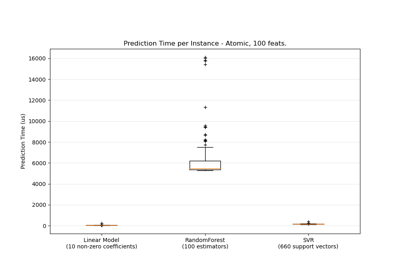 Prediction Time per Instance - Atomic, 100 feats.
16000
14000
12000
10000
8000
6000
4000
2000
0
Prediction Time (us)
Linear Model
(10 non-zero coefficients)
RandomForest
(100 estimators)
SVR
(660 support vectors)